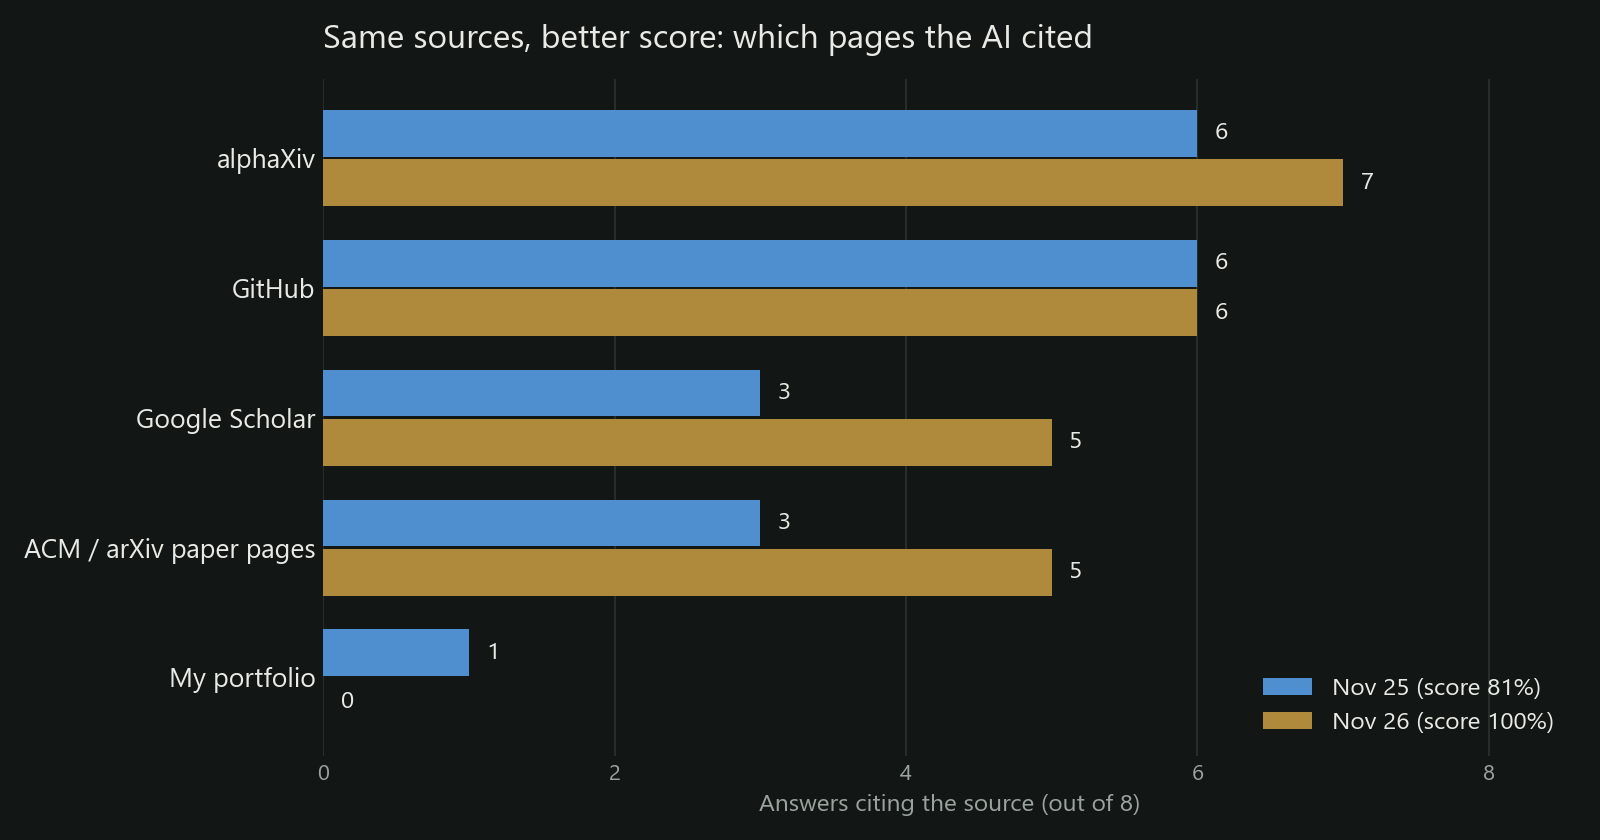 Same sources, better score: which pages the AI cited
alphaXiv
6
7
GitHub
6
6
Google Scholar
3
5
ACM / arXiv paper pages
3
5
My portfolio
1
0
Nov 25 (score 81%)
Nov 26 (score 100%)
0 2 4 6 8
Answers citing the source (out of 8)